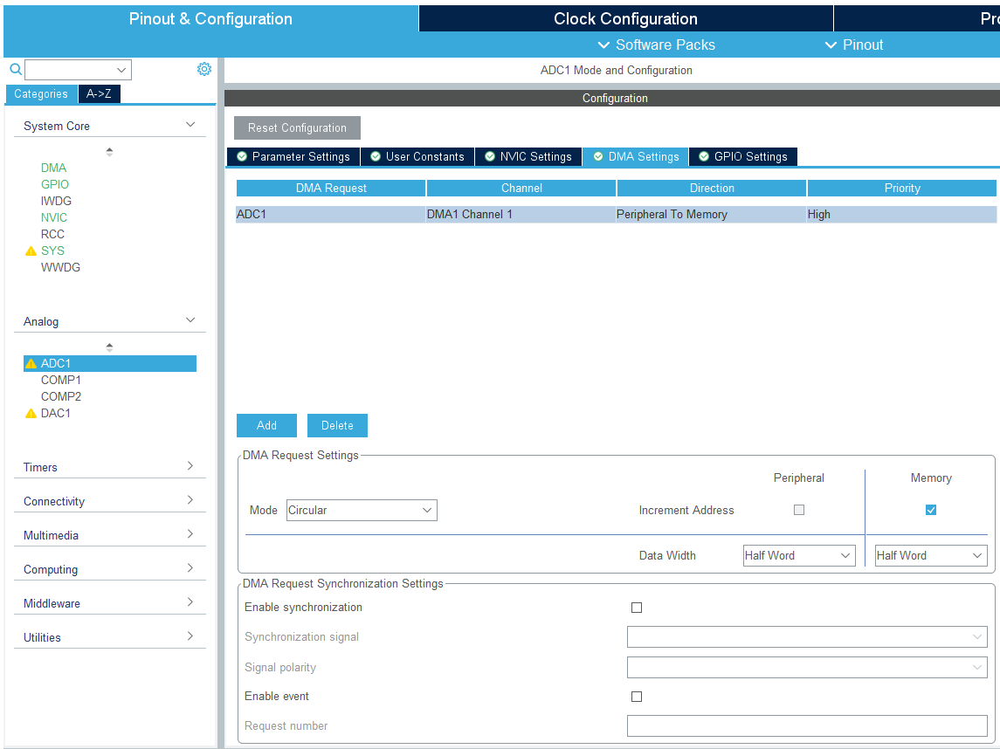 Pinout & Configuration
Clock Configuration
Pr
Software Packs
Pinout
ADC1 Mode and Configuration
Categories
A->Z
Configuration
System Core
DMA
GPIO
IWDG
NVIC
RCC
SYS
WWDG
Analog
ADC1
COMP1
COMP2
DAC1
Timers
Connectivity
Multimedia
Computing
Middleware
Utilities
Reset Configuration
Parameter Settings
User Constants
NVIC Settings
DMA Settings
GPIO Settings
DMA Request
Channel
Direction
Priority
ADC1
DMA1 Channel 1
Peripheral To Memory
High
Add
Delete
DMA Request Settings
Peripheral
Memory
Mode
Circular
Increment Address
Data Width
Half Word
Half Word
DMA Request Synchronization Settings
Enable synchronization
Synchronization signal
Signal polarity
Enable event
Request number